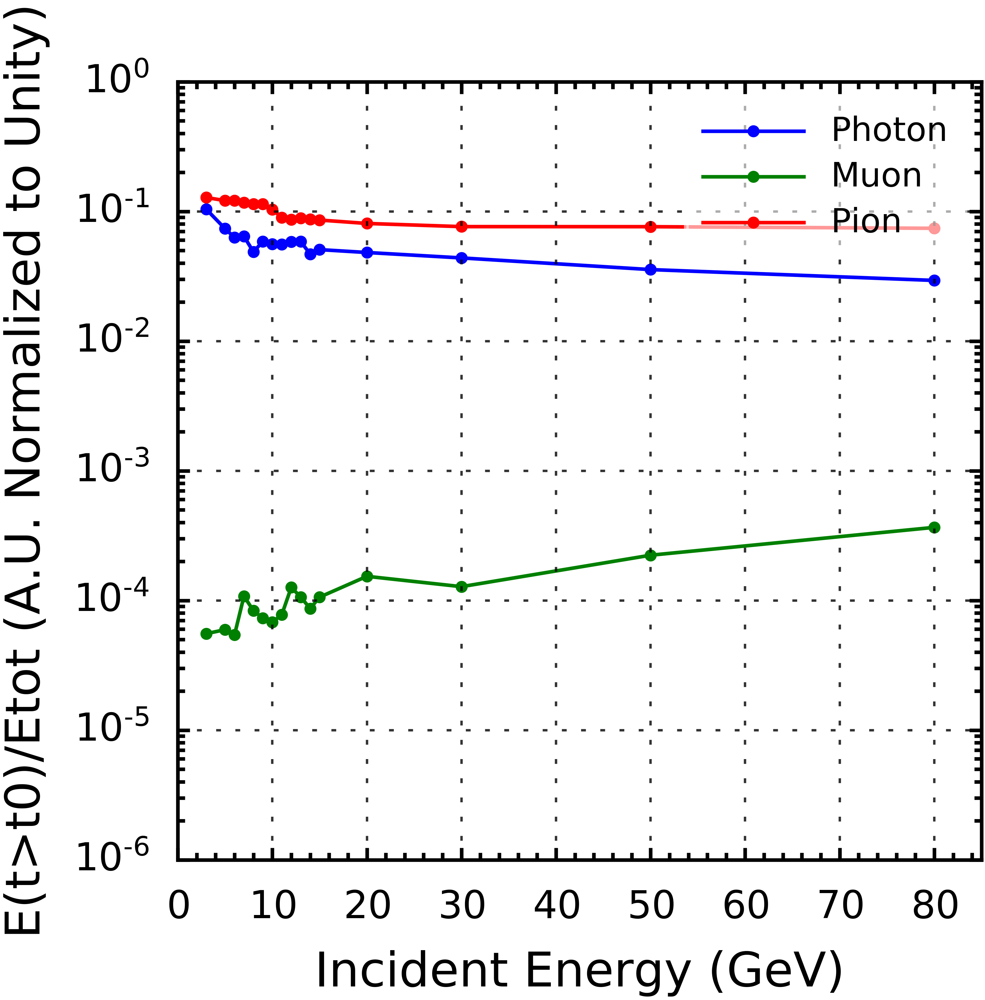 E(t>t0)/Etot (A.U. Normalized to Unity)
10^0
10^-1
10^-2
10^-3
10^-4
10^-5
10^-6
Photon
Muon
Pion
0 10 20 30 40 50 60 70 80
Incident Energy (GeV)